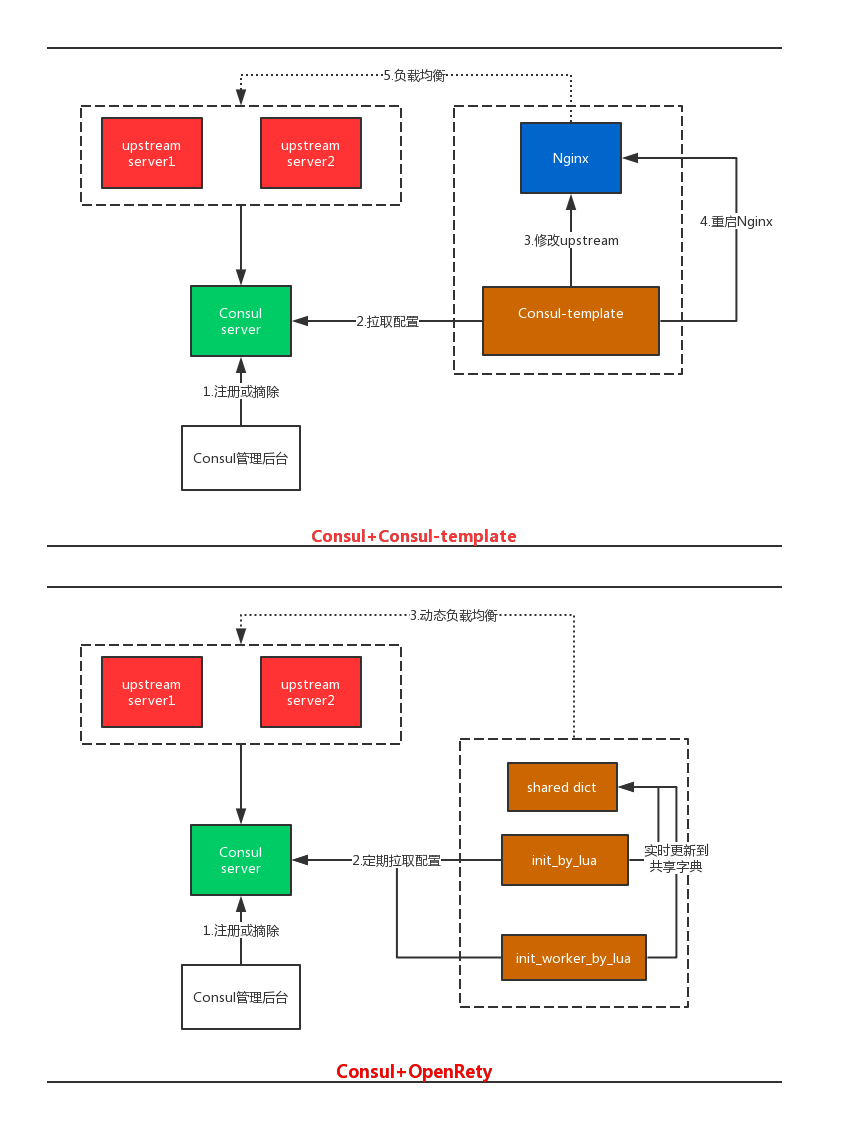 5.负载均衡
upstream
server1
upstream
server2
Nginx
4.重启Nginx
3.修改upstream
Consul
server
2.拉取配置
Consul-template
1.注册或摘除
Consul管理后台
Consul+Consul-template
3.动态负载均衡
upstream
server1
upstream
server2
shared dict
Consul
server
2.定期拉取配置
init_by_lua
实时更新到
共享字典
1.注册或摘除
init_worker_by_lua
Consul管理后台
Consul+OpenRety